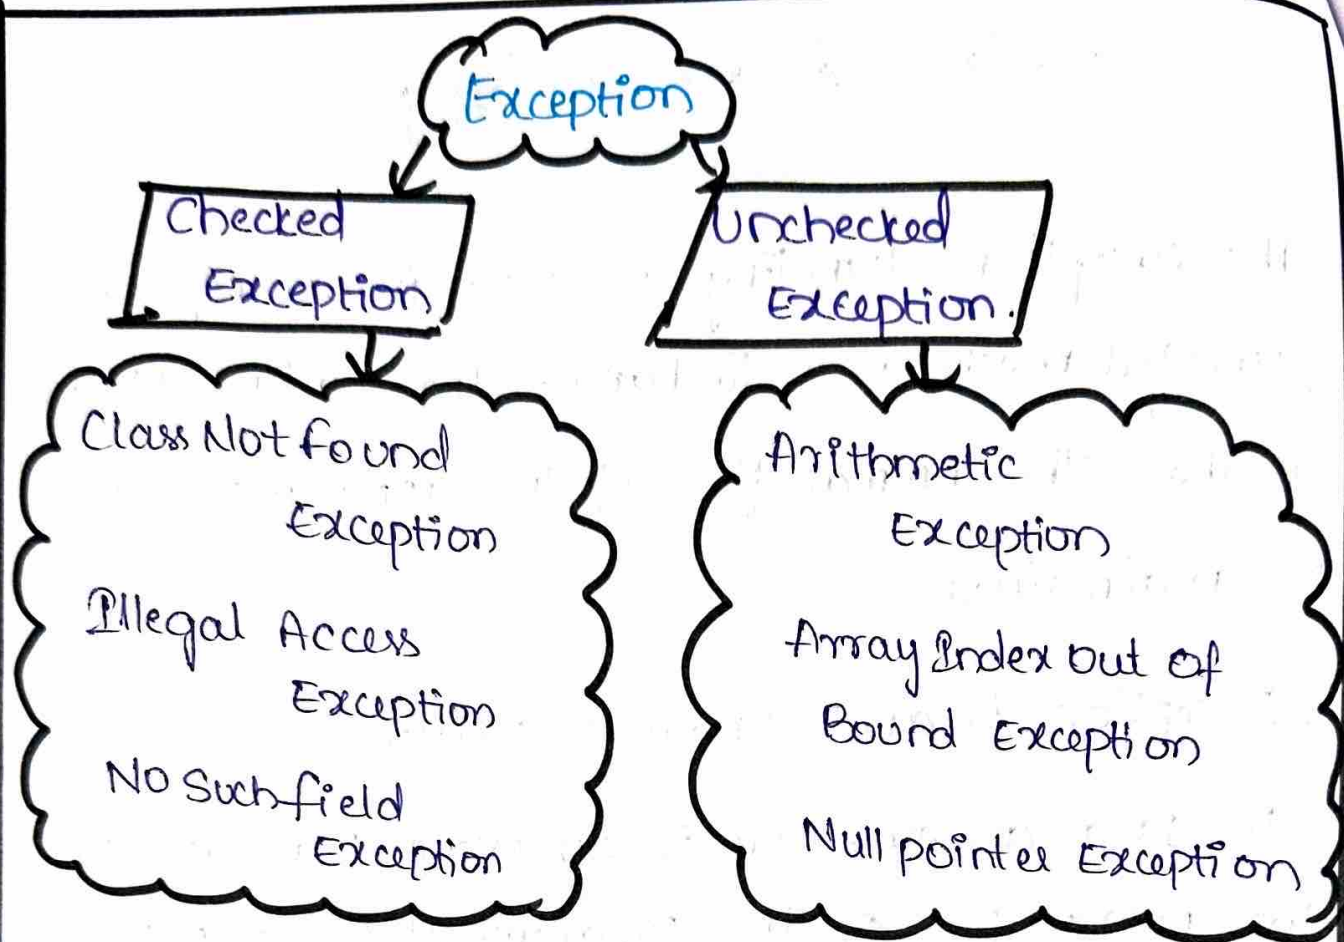 Exception
Checked
Exception
Unchecked
Exception.
Class Not found
Exception
Illegal Access
Exception
No Such field
Exception
Arithmetic
Exception
Array Index out of
Bound Exception
Null pointer Exception